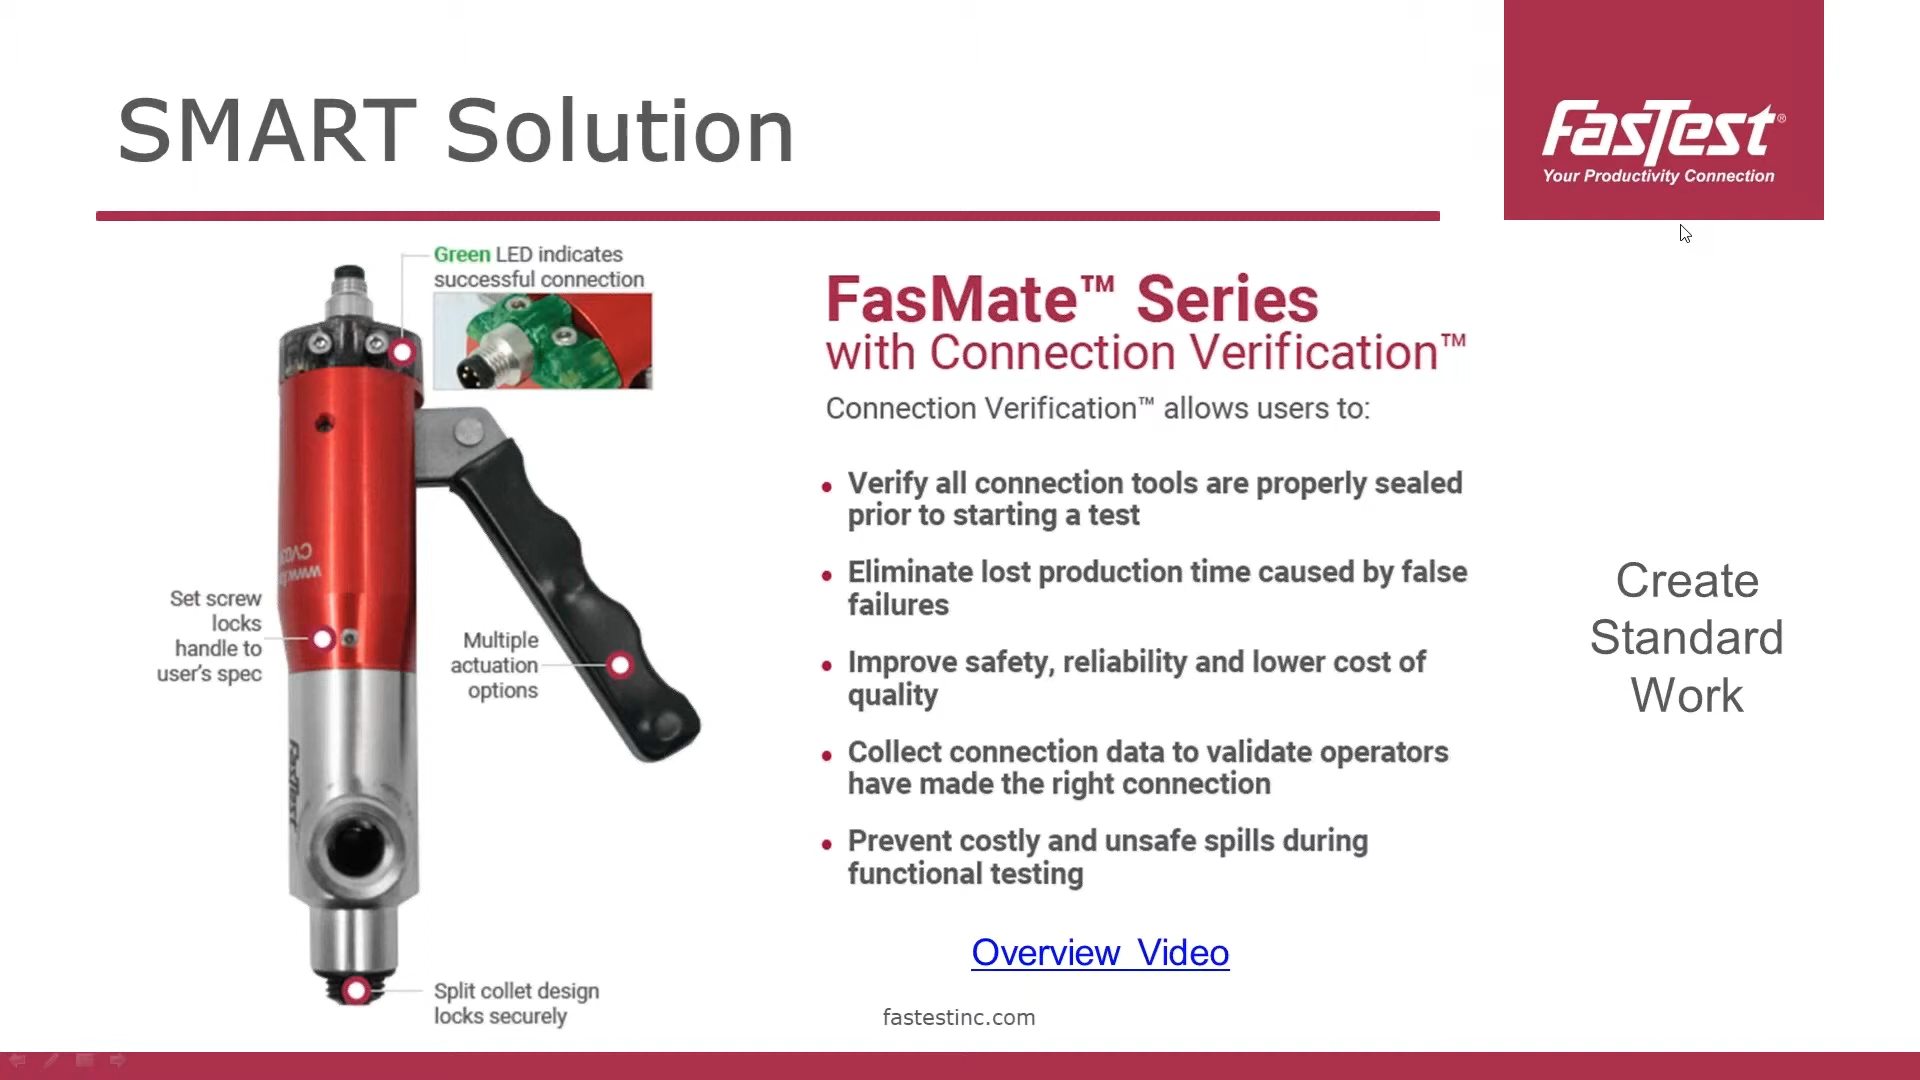 SMART Solution
FasTest®
Your Productivity Connection
Green LED indicates
successful connection
Set screw
locks
handle to
user's spec
Multiple
actuation
options
FasTest
Split collet design
locks securely
FasMate™ Series
with Connection Verification™
Connection Verification™ allows users to:
• Verify all connection tools are properly sealed
prior to starting a test
• Eliminate lost production time caused by false
failures
• Improve safety, reliability and lower cost of
quality
• Collect connection data to validate operators
have made the right connection
• Prevent costly and unsafe spills during
functional testing
Create
Standard
Work
Overview Video
fastestinc.com